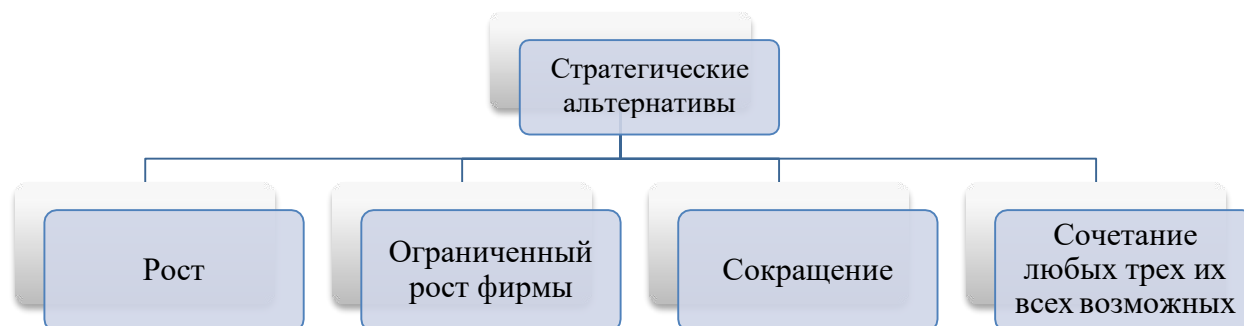 Стратегические
альтернативы
Рост
Ограниченный
рост фирмы
Сокращение
Сочетание
любых трех их
всех возможных